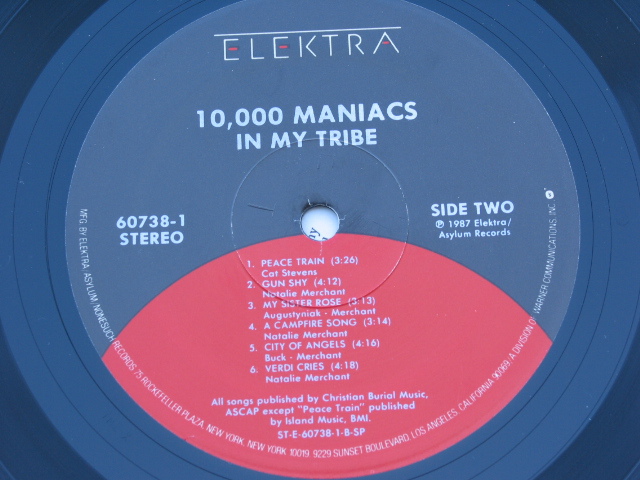 ELEKTRA
10,000 MANIACS
IN MY TRIBE
60738-1
STEREO
SIDE TWO
℗ 1987 Elektra/
Asylum Records
1. PEACE TRAIN (3:26)
Cat Stevens
2. GUN SHY (4:12)
Natalie Merchant
3. MY SISTER ROSE (3:13)
Augustyniak - Merchant
4. A CAMPFIRE SONG (3:14)
Natalie Merchant
5. CITY OF ANGELS (4:16)
Buck - Merchant
6. VERDI CRIES (4:18)
Natalie Merchant
All songs published by Christian Burial Music,
ASCAP except "Peace Train" published
by Island Music, BMI.
ST-E-60738-1-B-SP
MFG. BY ELEKTRA, ASYLUM, NONESUCH RECORDS 75 ROCKEFELLER PLAZA, NEW YORK, NEW YORK 10019. 9229 SUNSET BOULEVARD, LOS ANGELES, CALIFORNIA 90069. A DIVISION OF WARNER COMMUNICATIONS, INC.